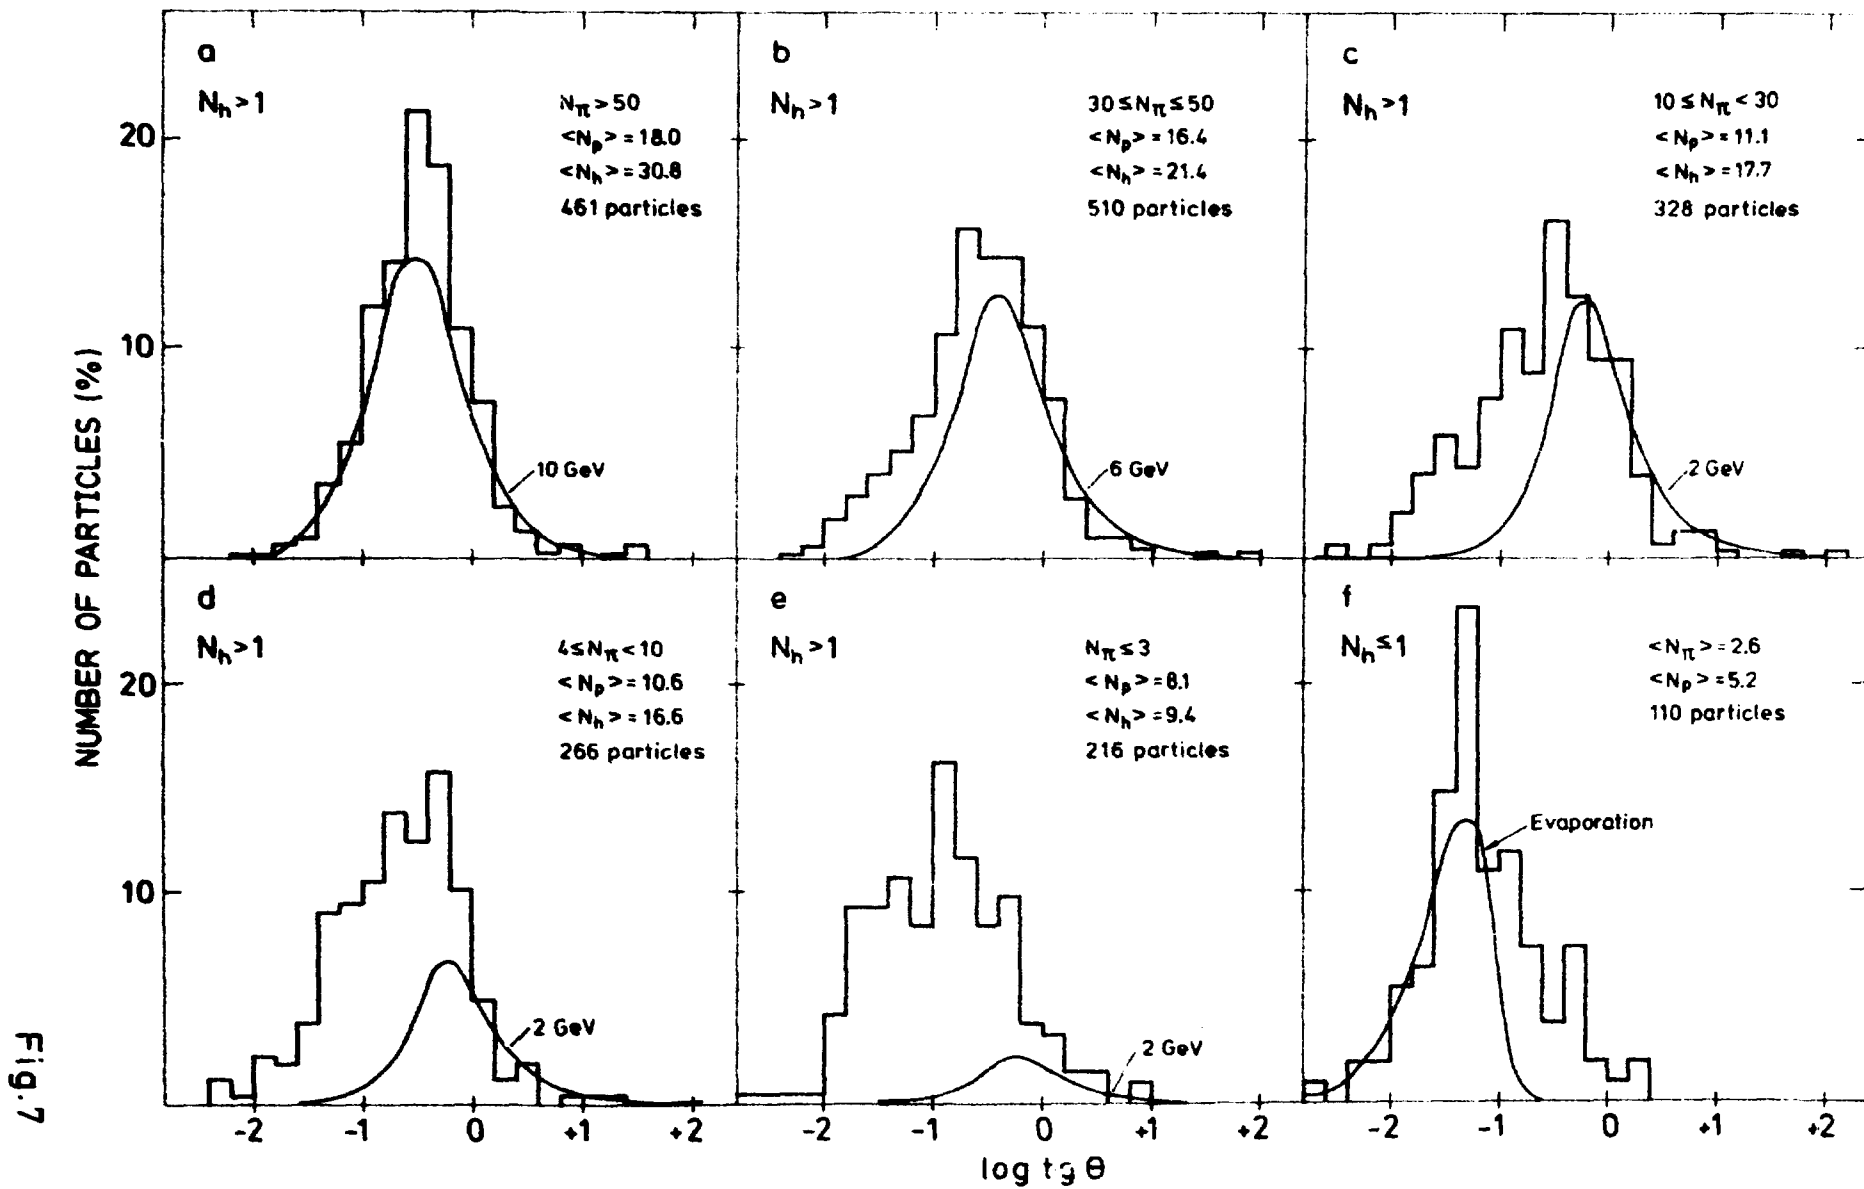 NUMBER OF PARTICLES (%)
a
N_h > 1
N_π > 50
<N_p> = 18.0
<N_h> = 30.8
461 particles
10 GeV
20
10
b
N_h > 1
30 ≤ N_π ≤ 50
<N_p> = 16.4
<N_h> = 21.4
510 particles
6 GeV
c
N_h > 1
10 ≤ N_π < 30
<N_p> = 11.1
<N_h> = 17.7
328 particles
2 GeV
d
N_h > 1
4 ≤ N_π < 10
<N_p> = 10.6
<N_h> = 16.6
266 particles
2 GeV
20
10
-2 -1 0 +1 +2
e
N_h > 1
N_π ≤ 3
<N_p> = 8.1
<N_h> = 9.4
216 particles
2 GeV
-2 -1 0 +1 +2
f
N_h ≤ 1
<N_π> = 2.6
<N_p> = 5.2
110 particles
Evaporation
-1 0 +1 +2
log tg θ
Fig.7